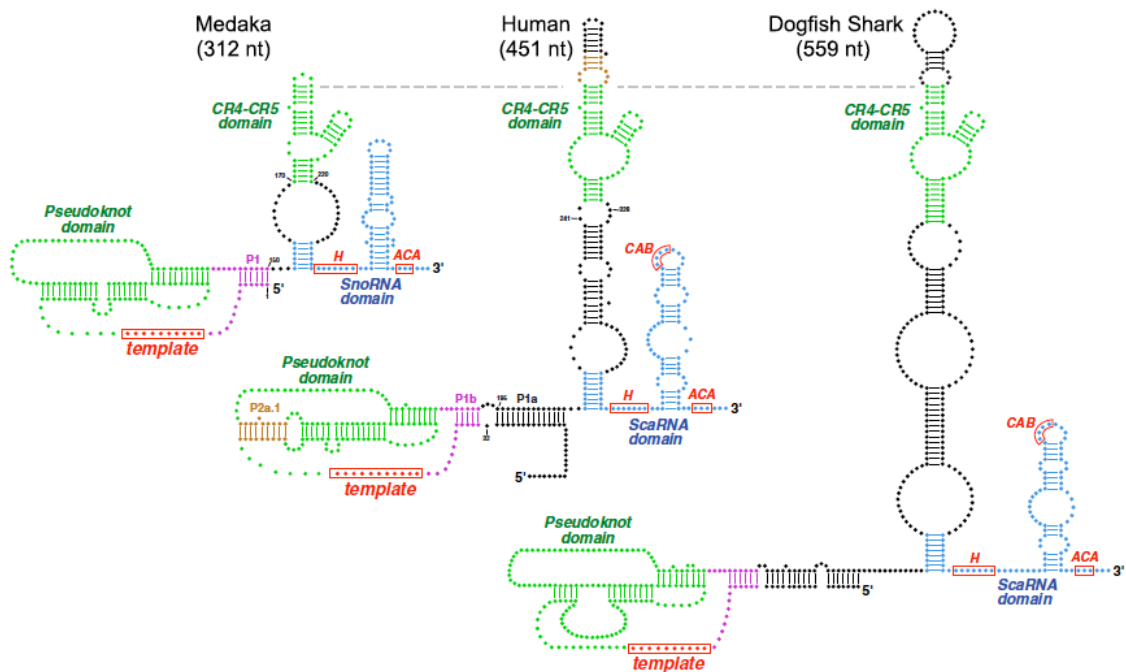 Medaka
(312 nt)
Human
(451 nt)
Dogfish Shark
(559 nt)
CR4-CR5
domain
170
220
Pseudoknot
domain
P1
150
5'
1
H
ACA
3'
SnoRNA
domain
template
CR4-CR5
domain
241
328
CAB
Pseudoknot
domain
P2a.1
P1b
195
P1a
33
5'
H
ACA
3'
ScaRNA
domain
template
CR4-CR5
domain
CAB
Pseudoknot
domain
5'
H
ACA
3'
ScaRNA
domain
template